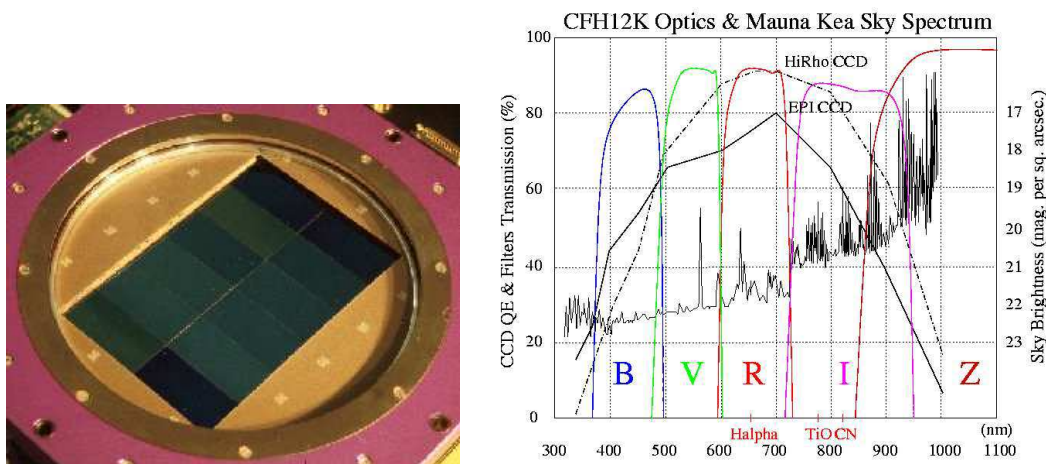 CFH12K Optics & Mauna Kea Sky Spectrum
CCD QE & Filters Transmission (%)
100
80
60
40
20
0
HiRho CCD
EPI CCD
17
18
19
20
21
22
23
Sky Brightness (mag. per sq. arcsec.)
B V R I Z
Halpha TiO CN
(nm)
300 400 500 600 700 800 900 1000 1100